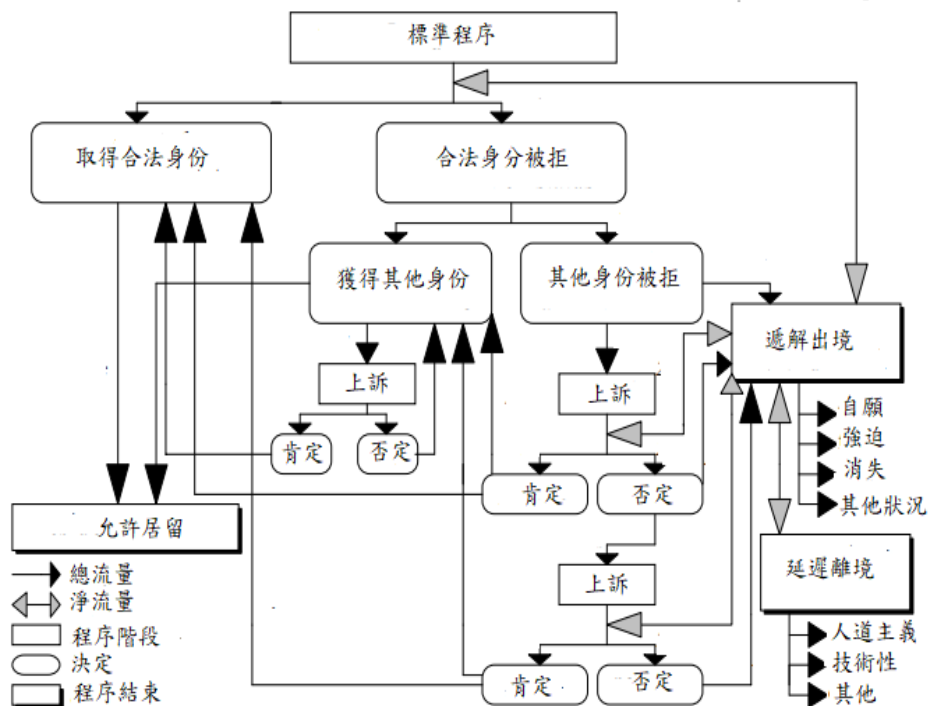 標準程序
取得合法身份
合法身分被拒
獲得其他身份
其他身份被拒
遞解出境
上訴
上訴
自願
強迫
消失
其他狀況
肯定
否定
肯定
否定
允許居留
延遲離境
上訴
總流量
淨流量
程序階段
決定
程序結束
人道主義
技術性
其他
肯定
否定